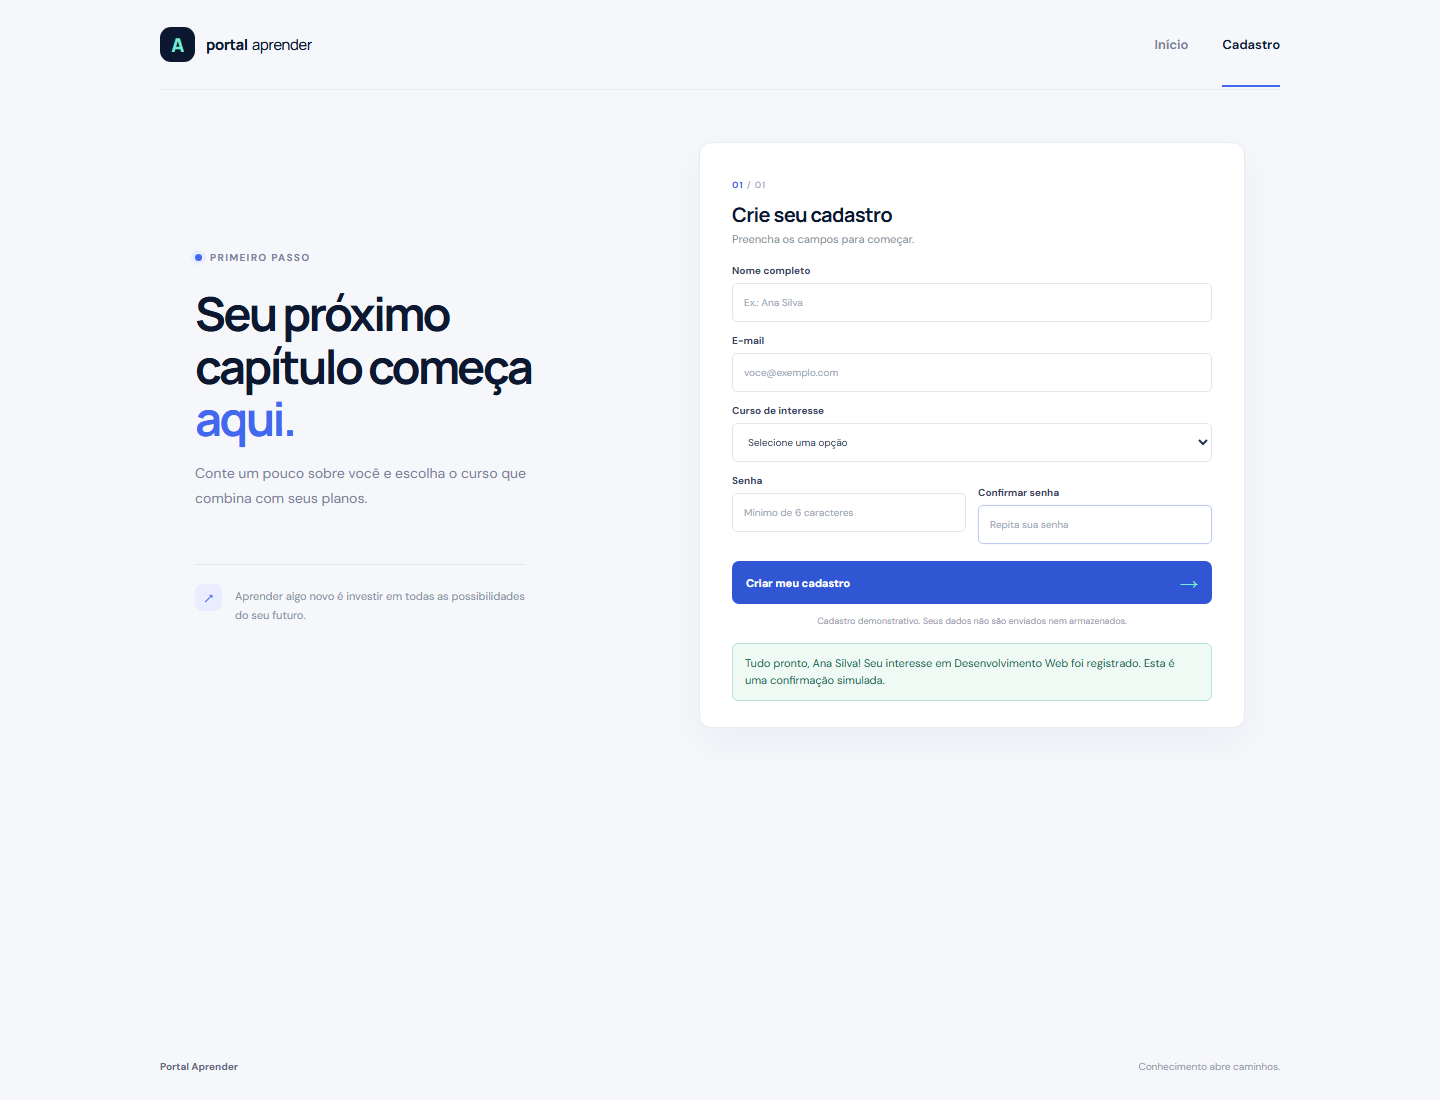 A portal aprender
Início
Cadastro
PRIMEIRO PASSO
Seu próximo
capítulo começa
aqui.
Conte um pouco sobre você e escolha o curso que
combina com seus planos.
↗
Aprender algo novo é investir em todas as possibilidades
do seu futuro.
01 / 01
Crie seu cadastro
Preencha os campos para começar.
Nome completo
Ex.: Ana Silva
E-mail
voce@exemplo.com
Curso de interesse
Selecione uma opção
Senha
Mínimo de 6 caracteres
Confirmar senha
Repita sua senha
Criar meu cadastro →
Cadastro demonstrativo. Seus dados não são enviados nem armazenados.
Tudo pronto, Ana Silva! Seu interesse em Desenvolvimento Web foi registrado. Esta é
uma confirmação simulada.
Portal Aprender
Conhecimento abre caminhos.